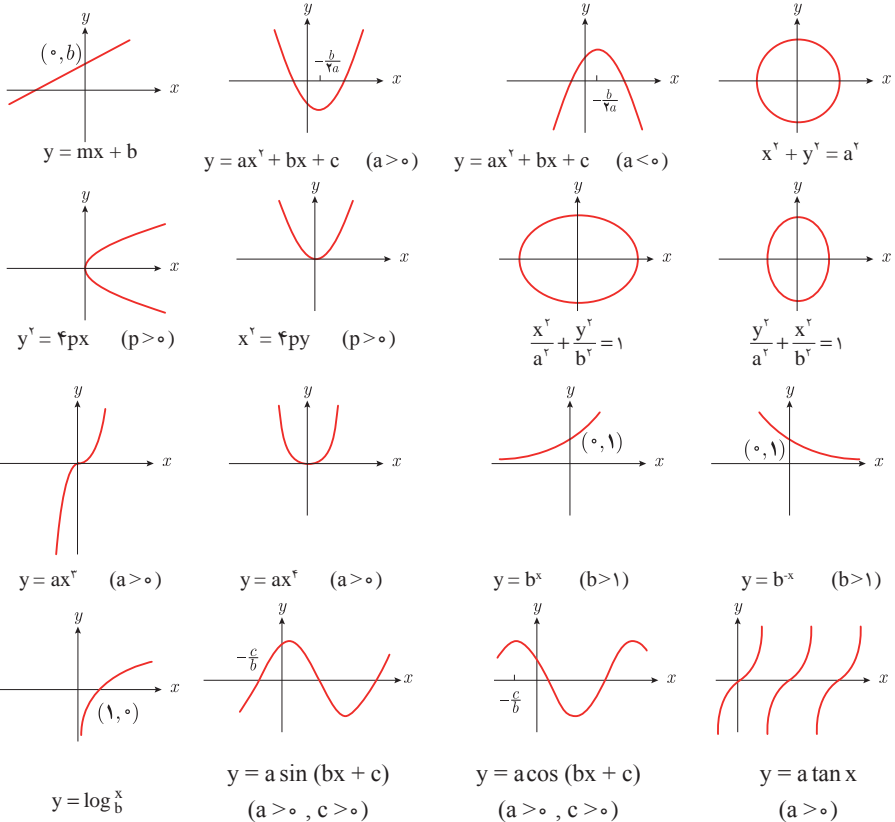 y y y y
(۰,b) −b/۲a x x −b/۲a x x
y = mx + b
y = ax۲ + bx + c (a>۰)
y = ax۲ + bx + c (a<۰)
x۲ + y۲ = a۲
y y y y
x x x x
y۲ = ۴px (p>۰)
x۲ = ۴py (p>۰)
x۲/a۲ + y۲/b۲ = ۱
y۲/a۲ + x۲/b۲ = ۱
y y y y
x x (۰,۱) x (۰,۱) x
y = ax۳ (a>۰)
y = ax۴ (a>۰)
y = bˣ (b>۱)
y = b⁻ˣ (b>۱)
y y y y
(۱,۰) x −c/b x −c/b x x
y = log x b
y = a sin (bx + c)
(a>۰ , c>۰)
y = a cos (bx + c)
(a>۰ , c>۰)
y = a tan x
(a>۰)